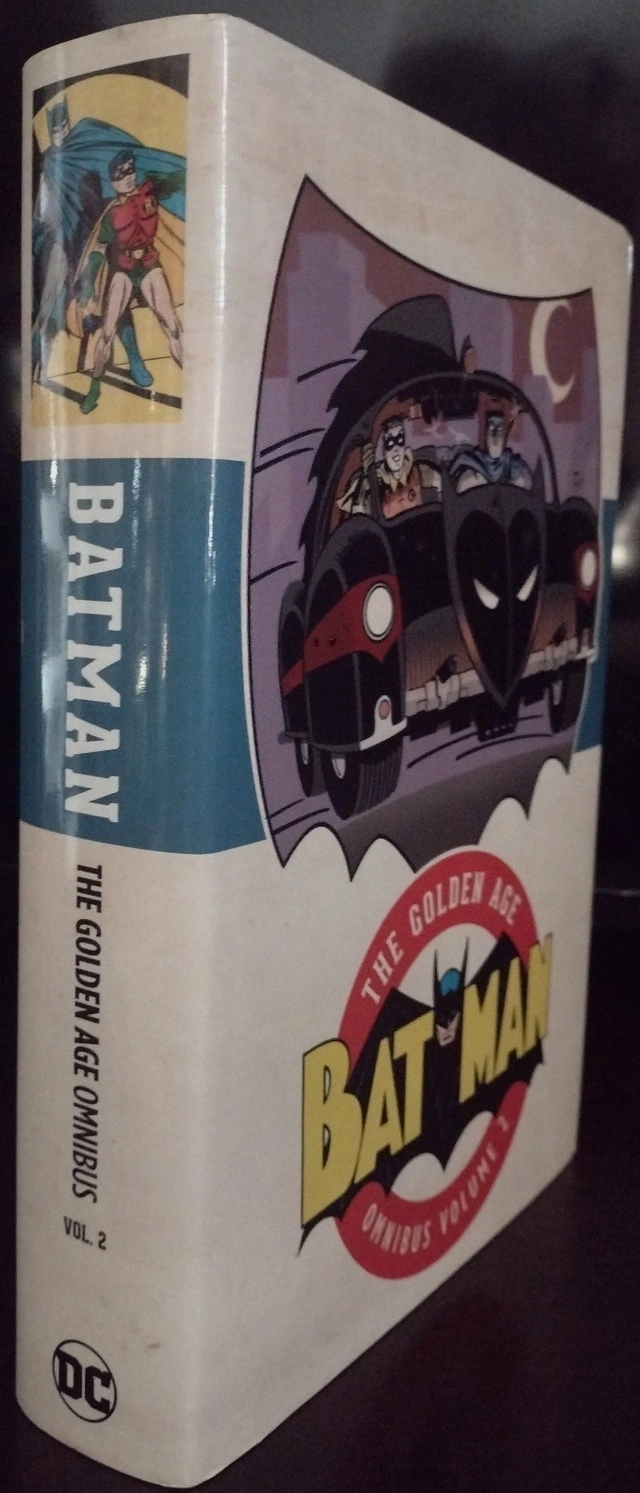 BATMAN
THE GOLDEN AGE OMNIBUS
VOL. 2
DC
THE GOLDEN AGE
BATMAN
OMNIBUS VOLUME 2